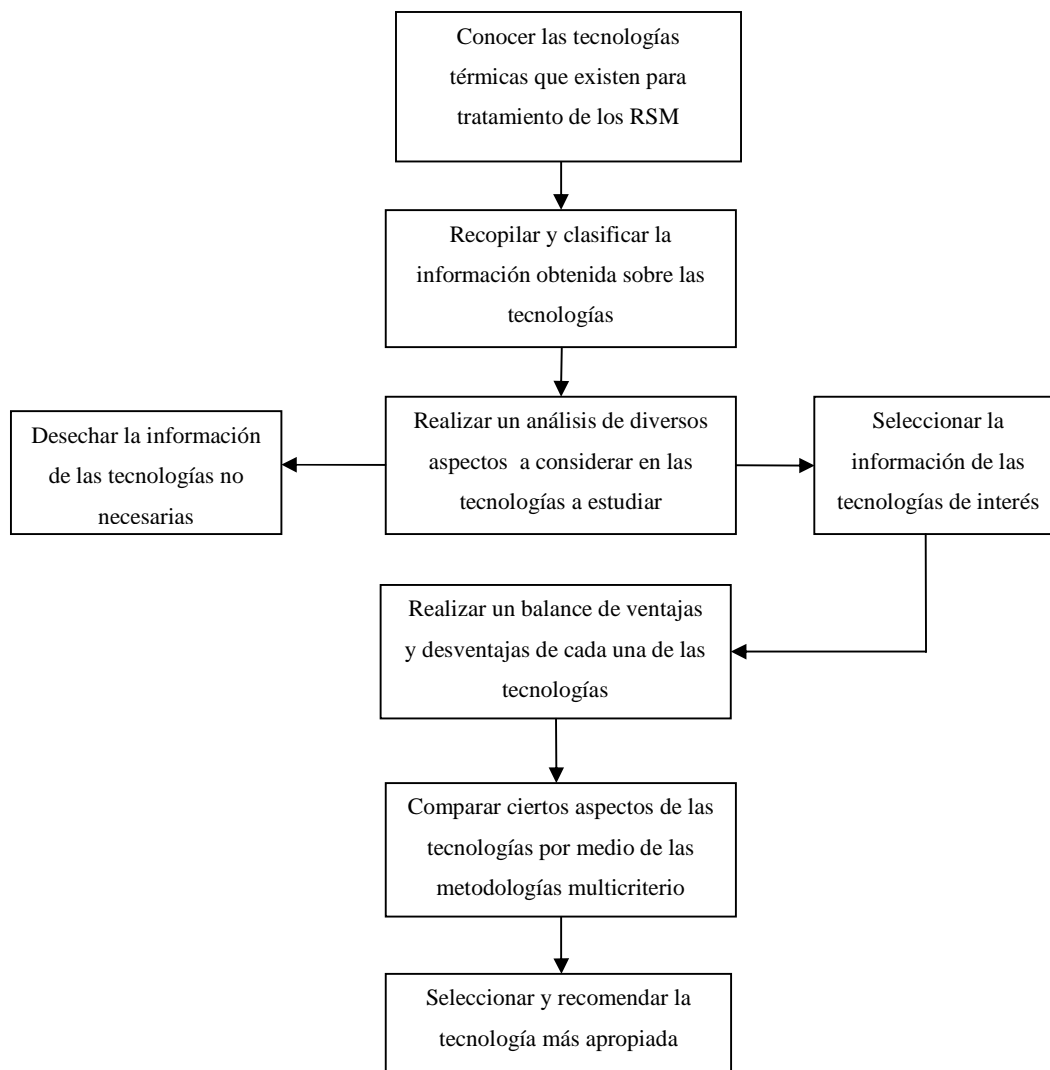 Conocer las tecnologías
térmicas que existen para
tratamiento de los RSM
Recopilar y clasificar la
información obtenida sobre las
tecnologías
Realizar un análisis de diversos
aspectos a considerar en las
tecnologías a estudiar
Desechar la información
de las tecnologías no
necesarias
Seleccionar la
información de las
tecnologías de interés
Realizar un balance de ventajas
y desventajas de cada una de las
tecnologías
Comparar ciertos aspectos de las
tecnologías por medio de las
metodologías multicriterio
Seleccionar y recomendar la
tecnología más apropiada